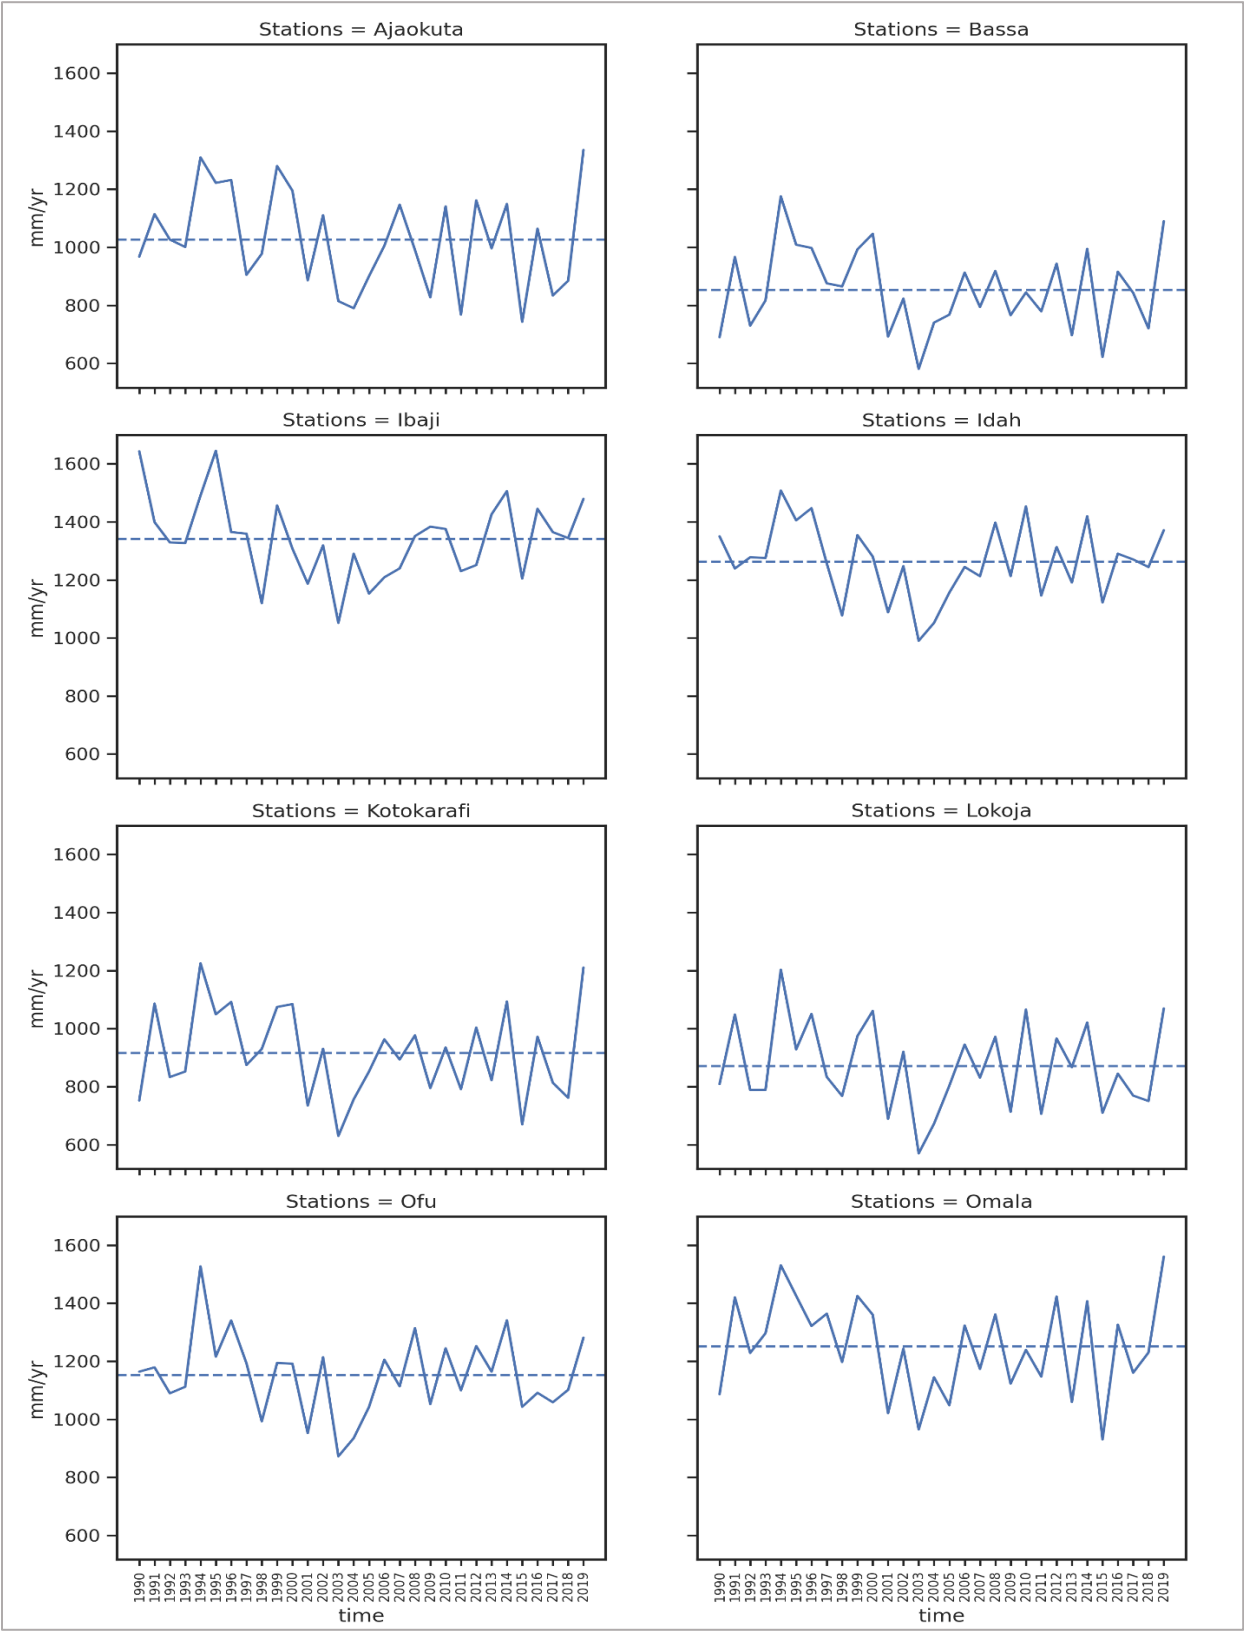 Stations = Ajaokuta
Stations = Bassa
mm/yr
1600
1400
1200
1000
800
600
Stations = Ibaji
Stations = Idah
mm/yr
1600
1400
1200
1000
800
600
Stations = Kotokarafi
Stations = Lokoja
mm/yr
1600
1400
1200
1000
800
600
Stations = Ofu
Stations = Omala
mm/yr
1600
1400
1200
1000
800
600
1990 1991 1992 1993 1994 1995 1996 1997 1998 1999 2000 2001 2002 2003 2004 2005 2006 2007 2008 2009 2010 2011 2012 2013 2014 2015 2016 2017 2018 2019
1990 1991 1992 1993 1994 1995 1996 1997 1998 1999 2000 2001 2002 2003 2004 2005 2006 2007 2008 2009 2010 2011 2012 2013 2014 2015 2016 2017 2018 2019
time
time